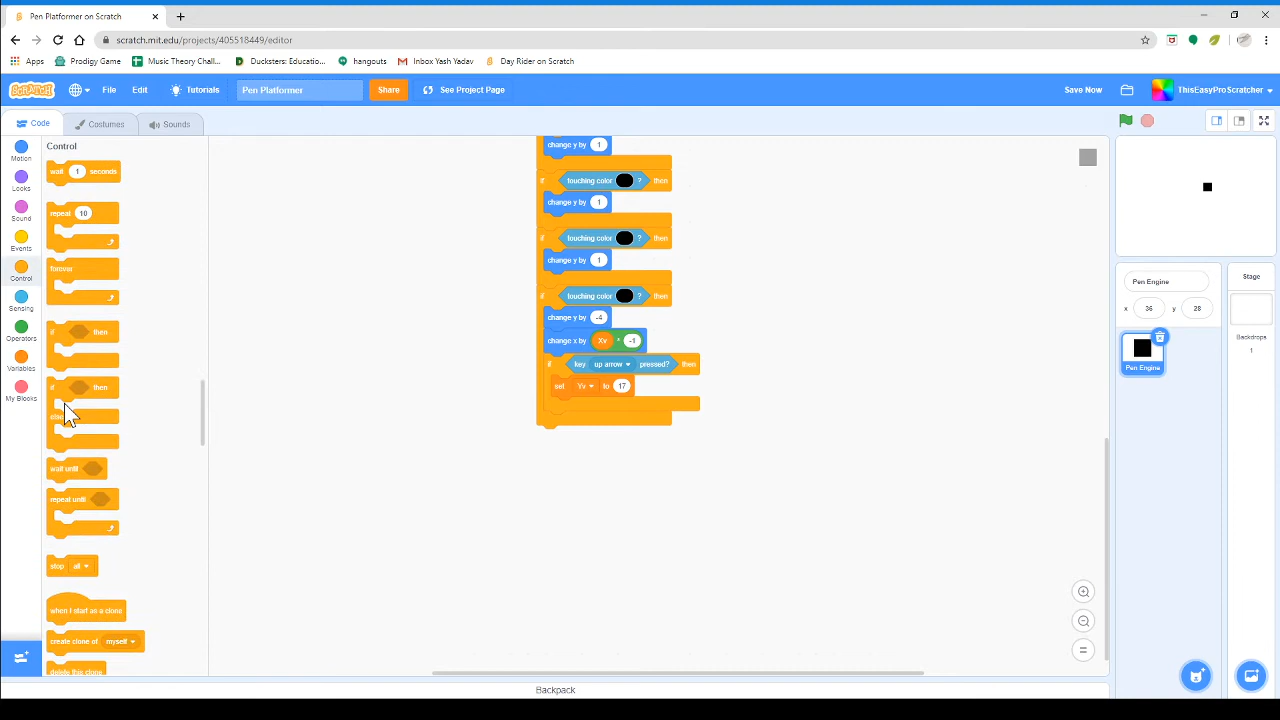 Pen Platformer on Scratch
scratch.mit.edu/projects/405518449/editor
Apps Prodigy Game Music Theory Chall... Ducksters: Educatio... hangouts Inbox Yash Yadav Day Rider on Scratch
SCRATCH File Edit Tutorials Pen Platformer Share See Project Page Save Now ThisEasyProScratcher
Code Costumes Sounds
Motion
Looks
Sound
Events
Control
Sensing
Operators
Variables
My Blocks
Control
wait 1 seconds
repeat 10
forever
if then
if then
else
wait until
repeat until
stop all
when I start as a clone
create clone of myself
delete this clone
change y by 1
if touching color ? then
change y by 1
if touching color ? then
change y by 1
if touching color ? then
change y by -4
change x by Xv * -1
if key up arrow pressed? then
set Yv to 17
Pen Engine
x 36 y 28
Pen Engine
Stage
Backdrops
1
Backpack